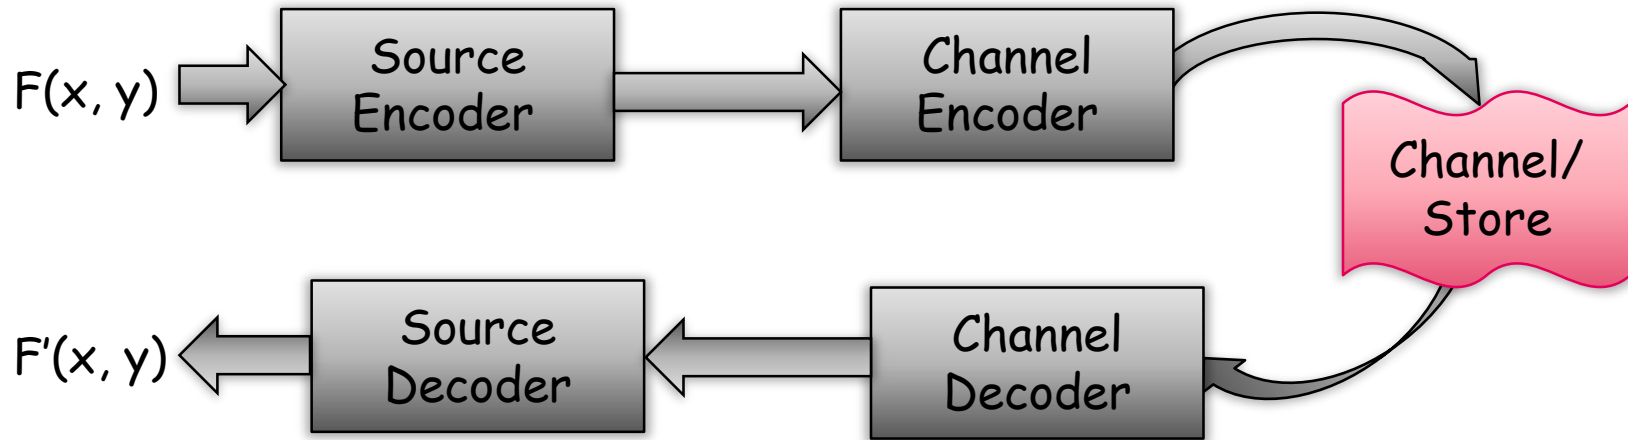 F(x, y)
Source
Encoder
Channel
Encoder
Channel/
Store
F'(x, y)
Source
Decoder
Channel
Decoder